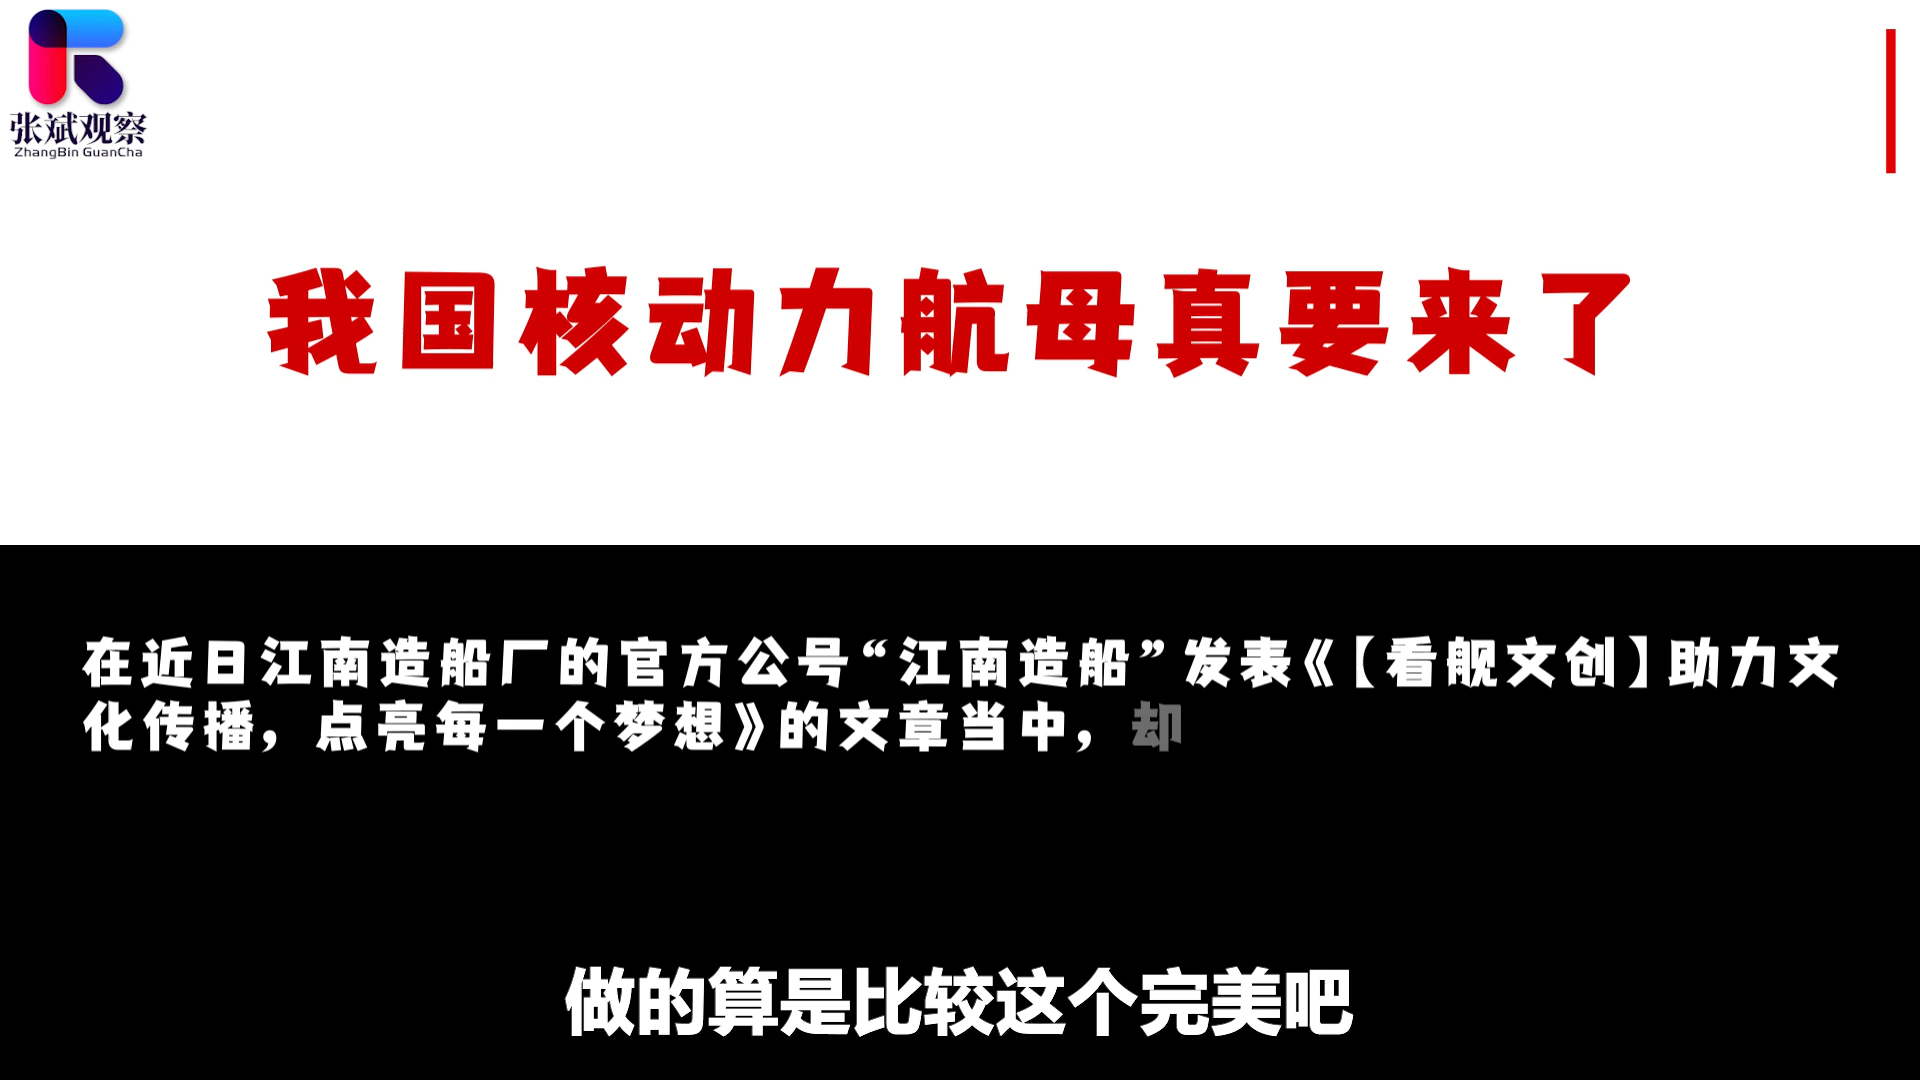 张斌观察
ZhangBin GuanCha
我国核动力航母真要来了
在近日江南造船厂的官方公号“江南造船”发表《【看舰文创】助力文
化传播，点亮每一个梦想》的文章当中，却
做的算是比较这个完美吧